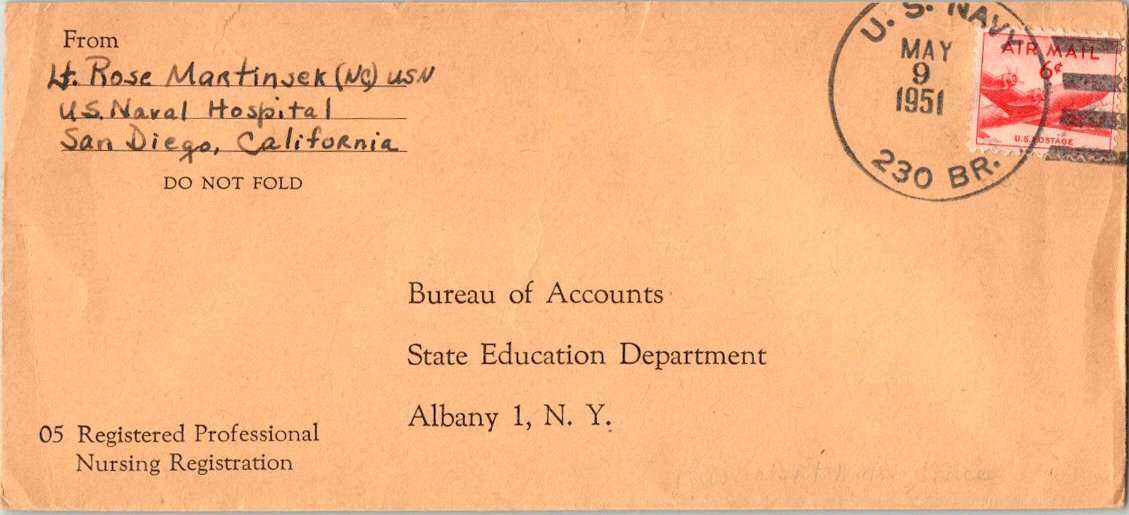 From
Lt. Rose Martinsek (NC) USN
U.S. Naval Hospital
San Diego, California
DO NOT FOLD
U. S. NAVY
MAY
9
1951
230 BR.
AIR MAIL
6¢
U.S. POSTAGE
Bureau of Accounts
State Education Department
Albany 1, N. Y.
05 Registered Professional
Nursing Registration